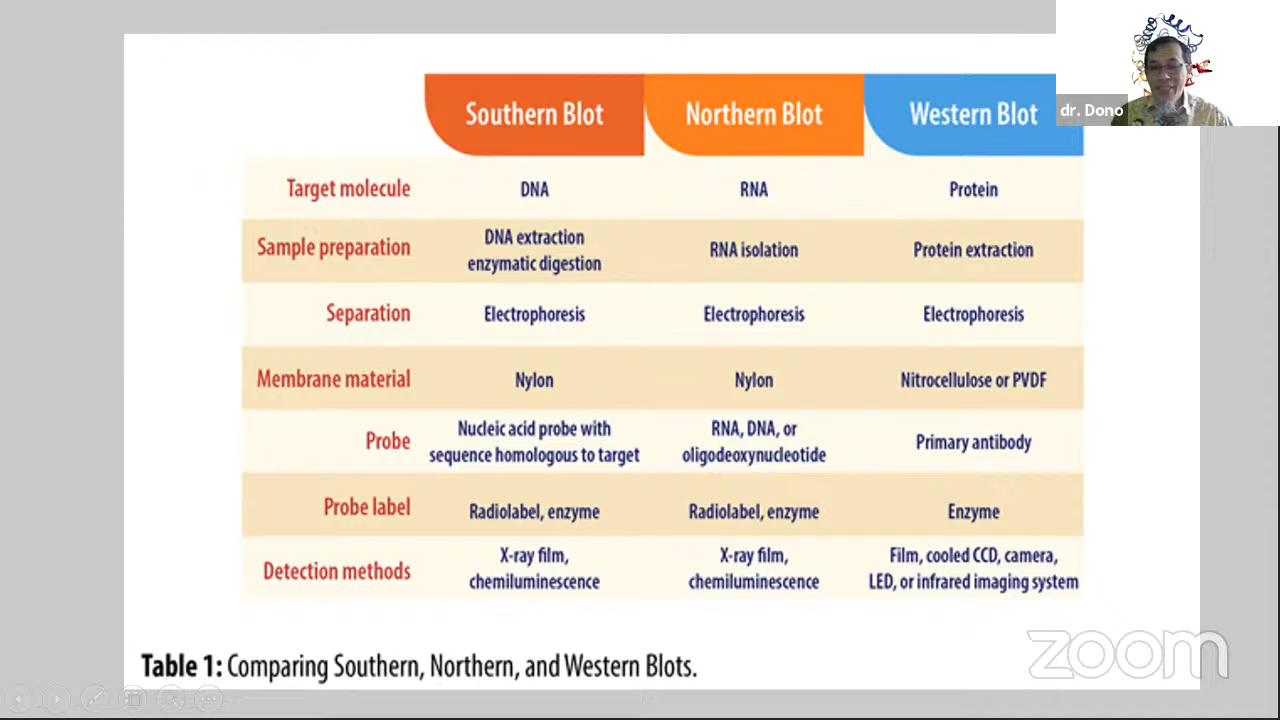 Southern Blot Northern Blot Western Blot
dr. Dono
Target molecule DNA RNA Protein
Sample preparation DNA extraction
enzymatic digestion RNA isolation Protein extraction
Separation Electrophoresis Electrophoresis Electrophoresis
Membrane material Nylon Nylon Nitrocellulose or PVDF
Probe Nucleic acid probe with
sequence homologous to target RNA, DNA, or
oligodeoxynucleotide Primary antibody
Probe label Radiolabel, enzyme Radiolabel, enzyme Enzyme
Detection methods X-ray film,
chemiluminescence X-ray film,
chemiluminescence Film, cooled CCD, camera,
LED, or infrared imaging system
zoom
Table 1: Comparing Southern, Northern, and Western Blots.